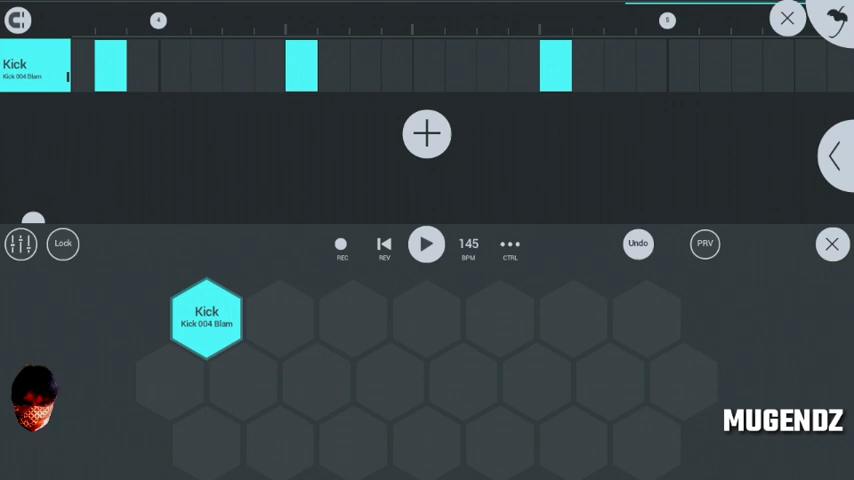 4
5
Kick
Kick 004 Blam
Lock
REC
REV
145
BPM
CTRL
Undo
PRV
Kick
Kick 004 Blam
MUGENDZ